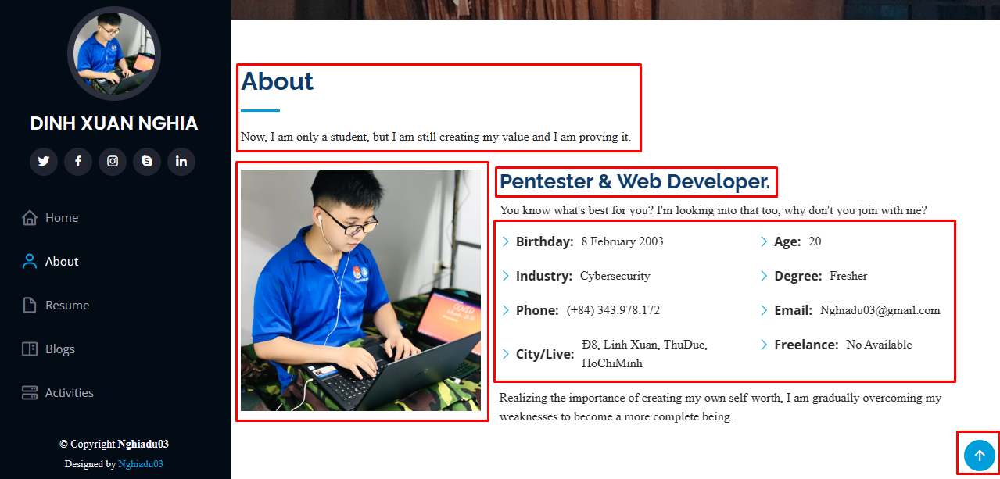 DINH XUAN NGHIA
Home
About
Resume
Blogs
Activities
© Copyright Nghiadu03
Designed by Nghiadu03
About
Now, I am only a student, but I am still creating my value and I am proving it.
Pentester & Web Developer.
You know what's best for you? I'm looking into that too, why don't you join with me?
Birthday: 8 February 2003
Industry: Cybersecurity
Phone: (+84) 343.978.172
City/Live: Đ8, Linh Xuan, ThuDuc,
HoChiMinh
Age: 20
Degree: Fresher
Email: Nghiadu03@gmail.com
Freelance: No Available
Realizing the importance of creating my own self-worth, I am gradually overcoming my
weaknesses to become a more complete being.